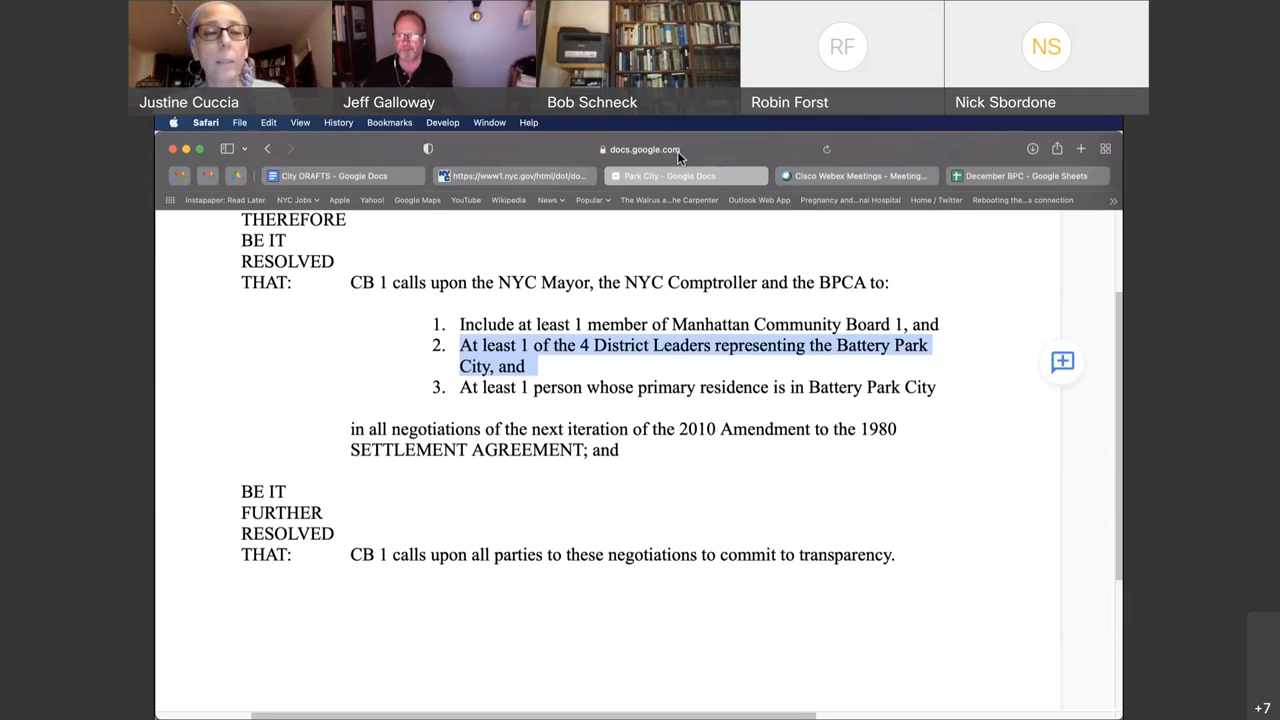 RF
NS
Justine Cuccia
Jeff Galloway
Bob Schneck
Robin Forst
Nick Sbordone
Safari File Edit View History Bookmarks Develop Window Help
docs.google.com
City DRAFTS - Google Docs
https://www1.nyc.gov/html/dot/do...
Park City - Google Docs
Cisco Webex Meetings - Meeting...
December BPC - Google Sheets
Instapaper: Read Later NYC Jobs Apple Yahoo! Google Maps YouTube Wikipedia News Popular The Walrus a...he Carpenter Outlook Web App Pregnancy and...nai Hospital Home / Twitter Rebooting the...s connection
THEREFORE
BE IT
RESOLVED
THAT: CB 1 calls upon the NYC Mayor, the NYC Comptroller and the BPCA to:
1. Include at least 1 member of Manhattan Community Board 1, and
2. At least 1 of the 4 District Leaders representing the Battery Park
City, and
3. At least 1 person whose primary residence is in Battery Park City
in all negotiations of the next iteration of the 2010 Amendment to the 1980
SETTLEMENT AGREEMENT; and
BE IT
FURTHER
RESOLVED
THAT: CB 1 calls upon all parties to these negotiations to commit to transparency.
+7